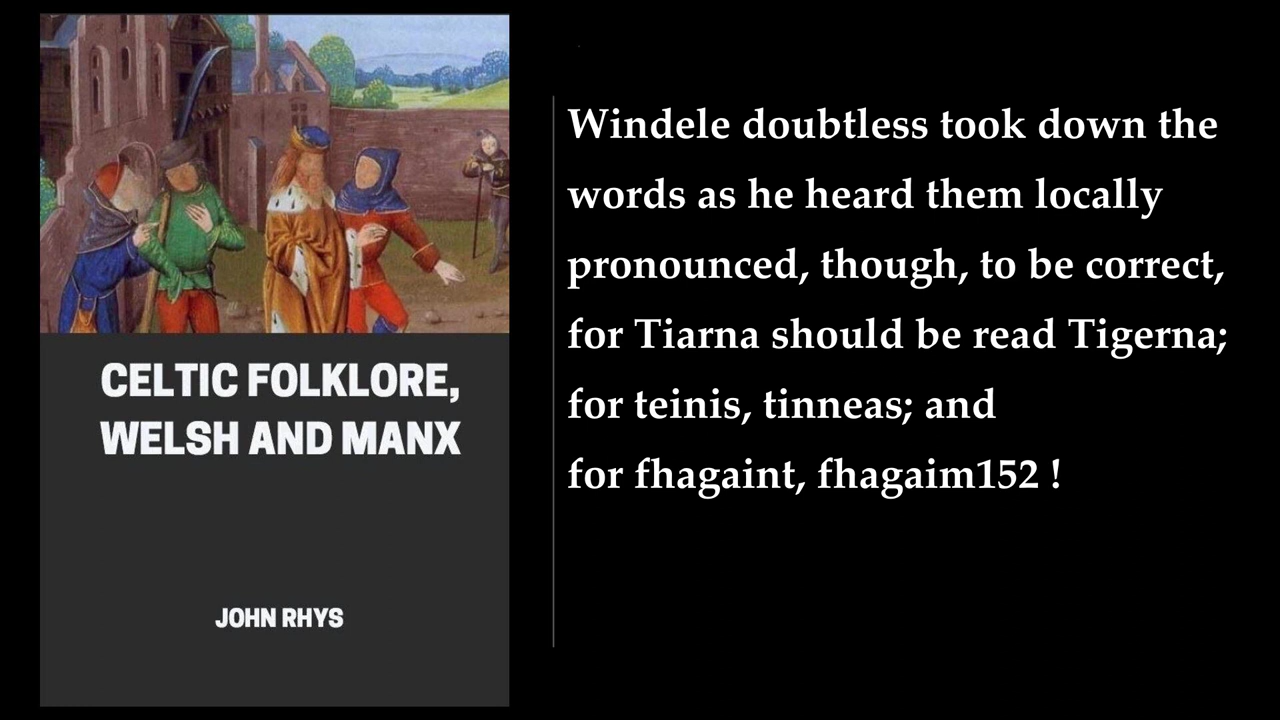 CELTIC FOLKLORE,
WELSH AND MANX
JOHN RHYS
Windele doubtless took down the
words as he heard them locally
pronounced, though, to be correct,
for Tiarna should be read Tigerna;
for teinis, tinneas; and
for fhagaint, fhagaim152 !